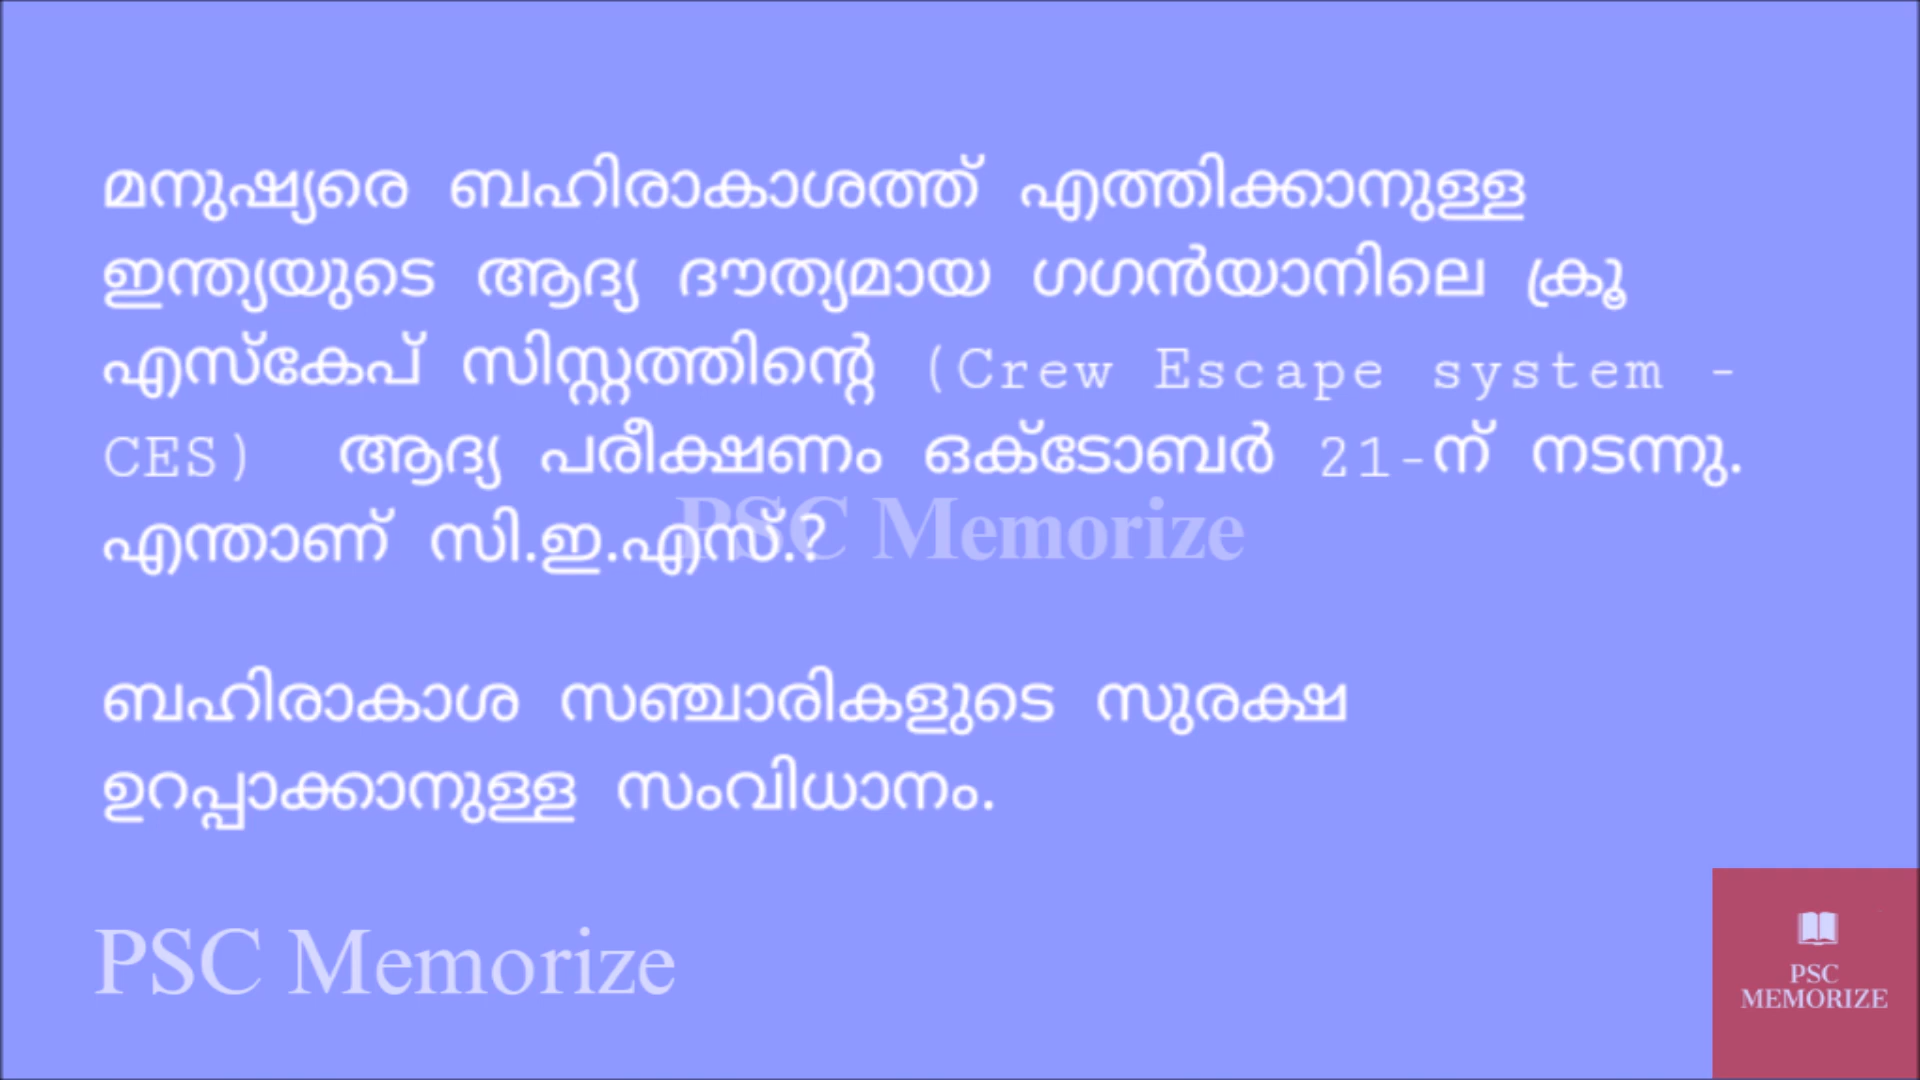 മനുഷ്യരെ ബഹിരാകാശത്ത് എത്തിക്കാനുള്ള
ഇന്ത്യയുടെ ആദ്യ ദൗത്യമായ ഗഗൻയാനിലെ ക്രൂ
എസ്കേപ് സിസ്റ്റത്തിന്റെ (Crew Escape system -
CES) ആദ്യ പരീക്ഷണം ഒക്ടോബർ 21-ന് നടന്നു.
എന്താണ് സി.ഇ.എസ്.?
PSC Memorize
ബഹിരാകാശ സഞ്ചാരികളുടെ സുരക്ഷ
ഉറപ്പാക്കാനുള്ള സംവിധാനം.
PSC Memorize
PSC
MEMORIZE